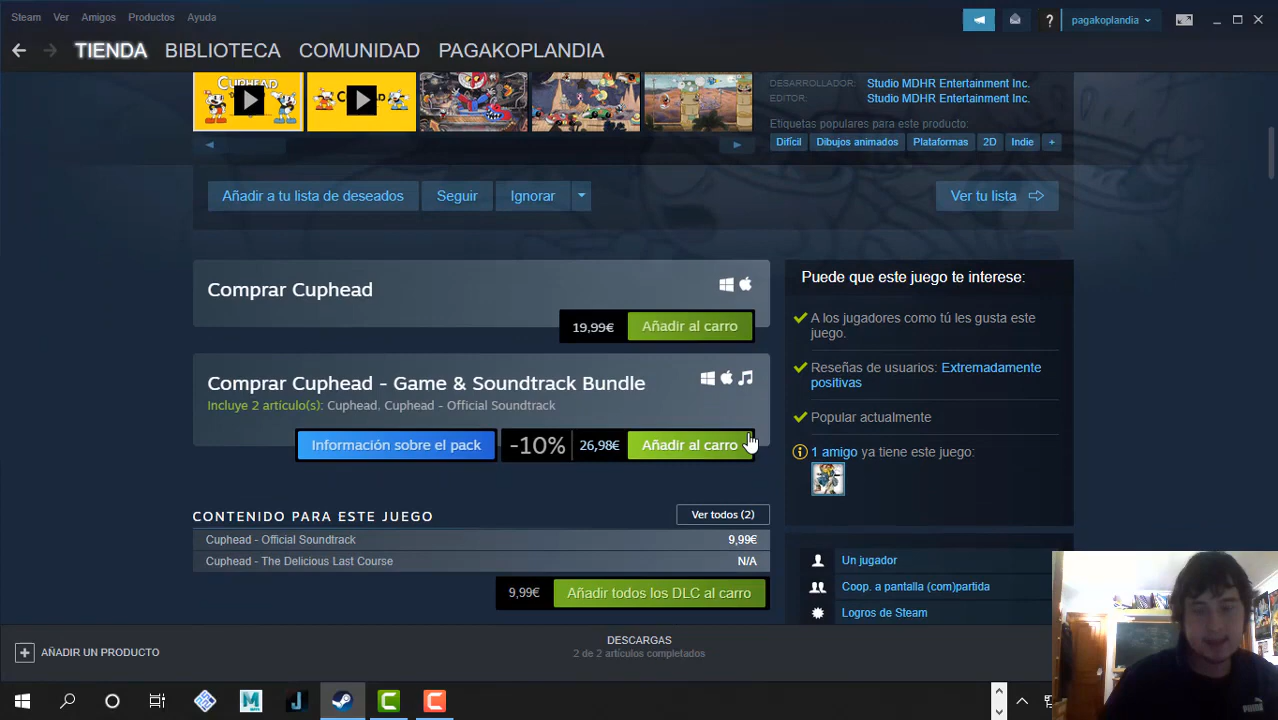 Steam Ver Amigos Productos Ayuda
pagakoplandia
TIENDA BIBLIOTECA COMUNIDAD PAGAKOPLANDIA
CUPHEAD
DESARROLLADOR: Studio MDHR Entertainment Inc.
EDITOR: Studio MDHR Entertainment Inc.
Etiquetas populares para este producto:
Difícil Dibujos animados Plataformas 2D Indie +
Añadir a tu lista de deseados Seguir Ignorar Ver tu lista
Comprar Cuphead
19,99€ Añadir al carro
Comprar Cuphead - Game & Soundtrack Bundle
Incluye 2 artículo(s): Cuphead, Cuphead - Official Soundtrack
Información sobre el pack -10% 26,98€ Añadir al carro
CONTENIDO PARA ESTE JUEGO Ver todos (2)
Cuphead - Official Soundtrack 9,99€
Cuphead - The Delicious Last Course N/A
9,99€ Añadir todos los DLC al carro
Puede que este juego te interese:
A los jugadores como tú les gusta este
juego.
Reseñas de usuarios: Extremadamente
positivas
Popular actualmente
1 amigo ya tiene este juego:
Un jugador
Coop. a pantalla (com)partida
Logros de Steam
AÑADIR UN PRODUCTO
DESCARGAS
2 de 2 artículos completados
PUMA